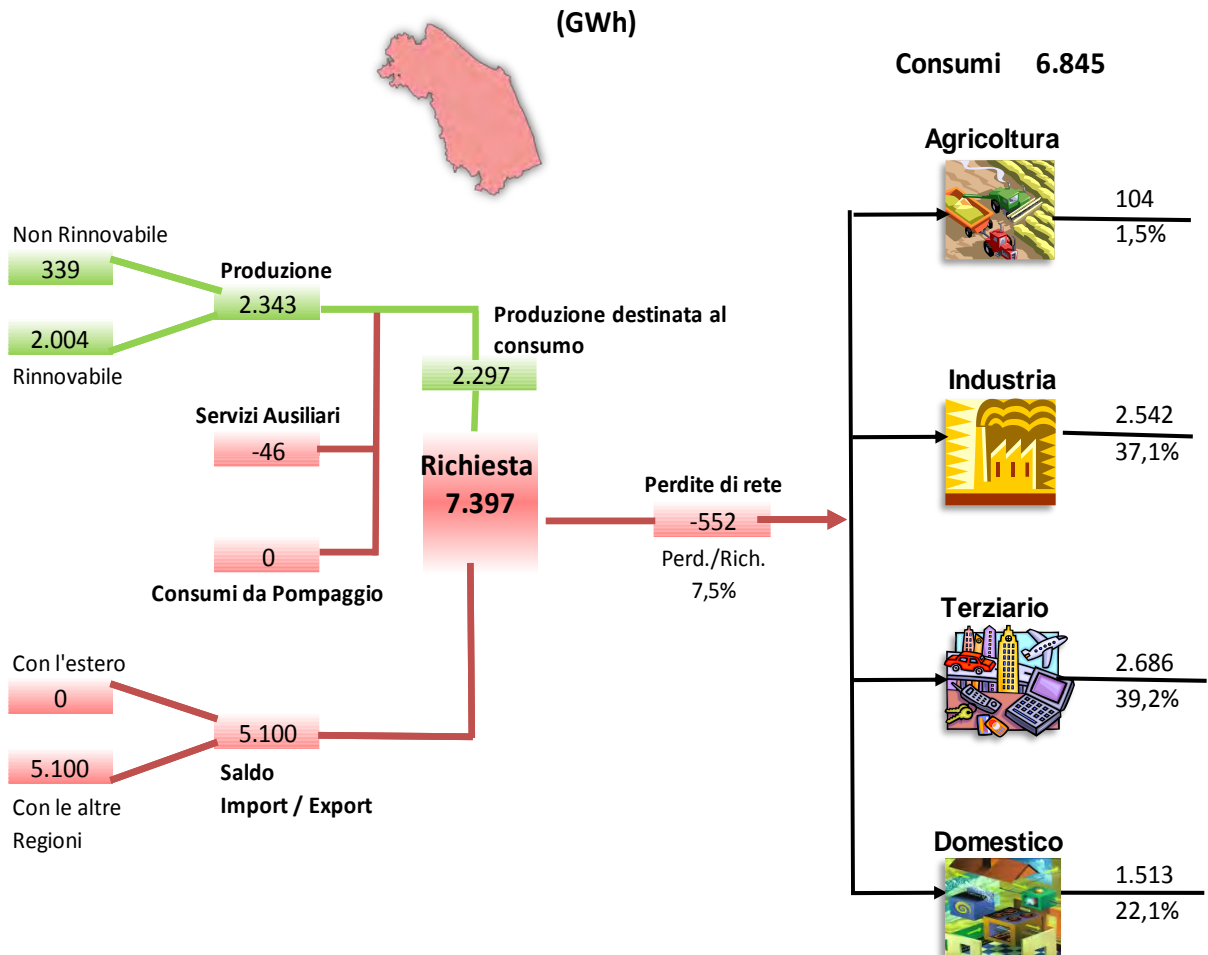 (GWh)
Consumi 6.845
Agricoltura
104
1,5%
Non Rinnovabile
339
Produzione
2.343
2.004
Rinnovabile
Produzione destinata al
consumo
2.297
Servizi Ausiliari
-46
Richiesta
7.397
0
Consumi da Pompaggio
Perdite di rete
-552
Perd./Rich.
7,5%
Industria
2.542
37,1%
Con l'estero
0
5.100
Con le altre
Regioni
5.100
Saldo
Import / Export
Terziario
2.686
39,2%
Domestico
1.513
22,1%